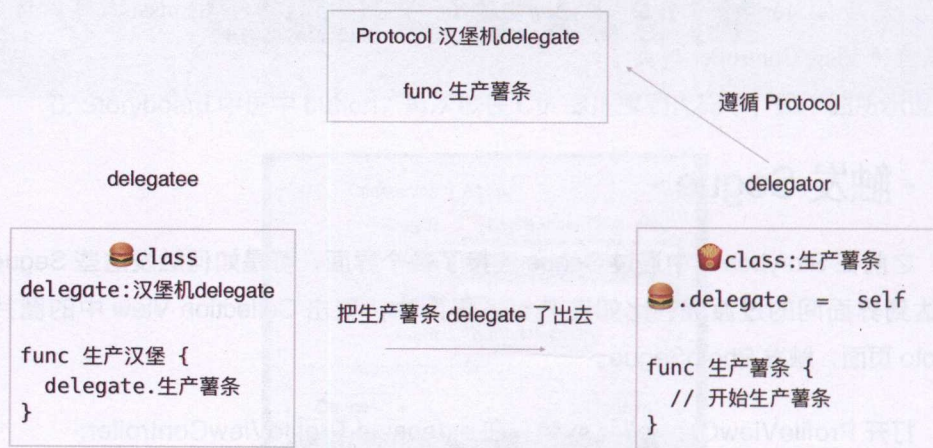 Protocol 汉堡机delegate
func 生产薯条
遵循 Protocol
delegatee
delegator
🍔class
delegate:汉堡机delegate
func 生产汉堡 {
delegate.生产薯条
}
把生产薯条 delegate 了出去
🍟class:生产薯条
🍔.delegate = self
func 生产薯条 {
// 开始生产薯条
}